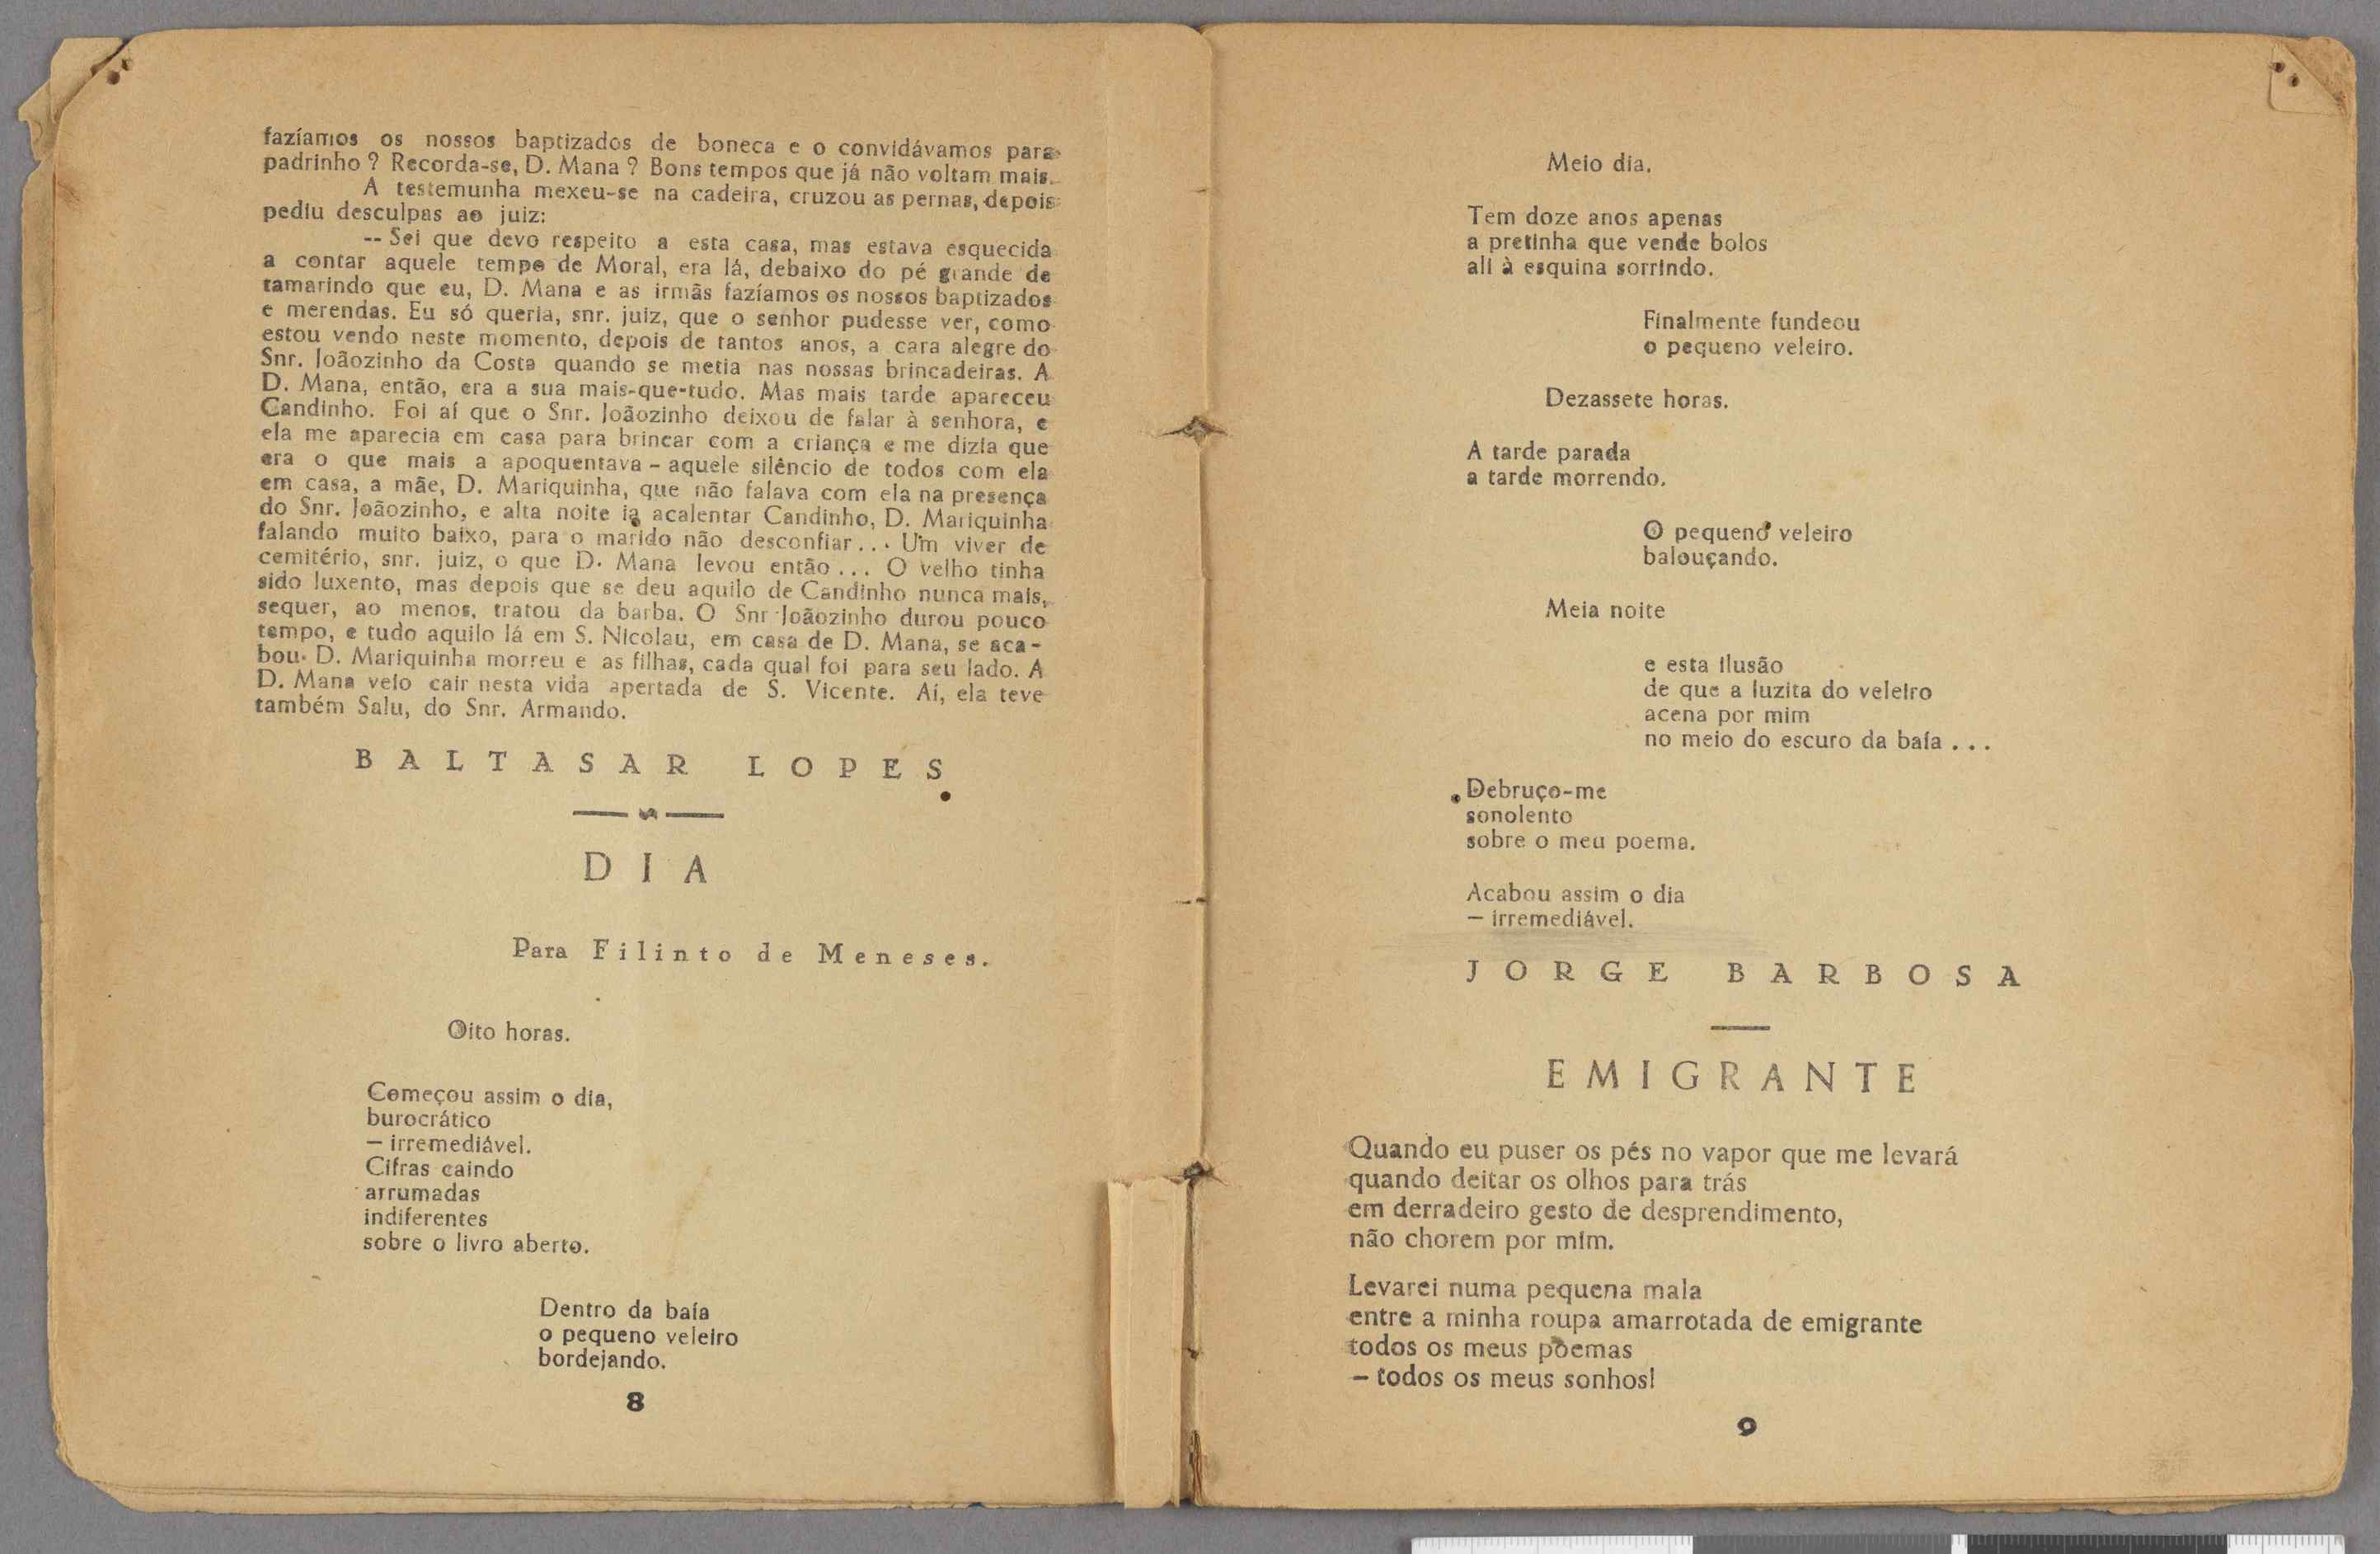 fazíamos os nossos baptizados de boneca e o convidávamos para
padrinho ? Recorda-se, D. Mana ? Bons tempos que já não voltam mais.
A testemunha mexeu-se na cadeira, cruzou as pernas, depois
pediu desculpas ao juiz:
-- Sei que devo respeito a esta casa, mas estava esquecida
a contar aquele tempo de Moral, era lá, debaixo do pé grande de
tamarindo que eu, D. Mana e as irmãs fazíamos os nossos baptizados
e merendas. Eu só queria, snr. juiz, que o senhor pudesse ver, como
estou vendo neste momento, depois de tantos anos, a cara alegre do
Snr. Joãozinho da Costa quando se metia nas nossas brincadeiras. A
D. Mana, então, era a sua mais-que-tudo. Mas mais tarde apareceu
Candinho. Foi aí que o Snr. Joãozinho deixou de falar à senhora, e
ela me aparecia em casa para brincar com a criança e me dizia que
era o que mais a apoquentava - aquele silêncio de todos com ela
em casa, a mãe, D. Mariquinha, que não falava com ela na presença
do Snr. Joãozinho, e alta noite ia acalentar Candinho, D. Mariquinha
falando muito baixo, para o marido não desconfiar... Um viver de
cemitério, snr. juiz, o que D. Mana levou então... O velho tinha
sido luxento, mas depois que se deu aquilo de Candinho nunca mais,
sequer, ao menos, tratou da barba. O Snr Joãozinho durou pouco
tempo, e tudo aquilo lá em S. Nicolau, em casa de D. Mana, se aca-
bou. D. Mariquinha morreu e as filhas, cada qual foi para seu lado. A
D. Mana veio cair nesta vida apertada de S. Vicente. Aí, ela teve
também Salu, do Snr. Armando.
BALTASAR LOPES
DIA
Para Filinto de Meneses.
Oito horas.
Começou assim o dia,
burocrático
— irremediável.
Cifras caindo
arrumadas
indiferentes
sobre o livro aberto.
Dentro da baía
o pequeno veleiro
bordejando.
8
Meio dia.
Tem doze anos apenas
a pretinha que vende bolos
ali à esquina sorrindo.
Finalmente fundeou
o pequeno veleiro.
Dezassete horas.
A tarde parada
a tarde morrendo.
O pequeno veleiro
balouçando.
Meia noite
e esta ilusão
de que a luzita do veleiro
acena por mim
no meio do escuro da baía...
Debruço-me
sonolento
sobre o meu poema.
Acabou assim o dia
— irremediável.
JORGE BARBOSA
EMIGRANTE
Quando eu puser os pés no vapor que me levará
quando deitar os olhos para trás
em derradeiro gesto de desprendimento,
não chorem por mim.
Levarei numa pequena mala
entre a minha roupa amarrotada de emigrante
todos os meus poemas
— todos os meus sonhos!
9